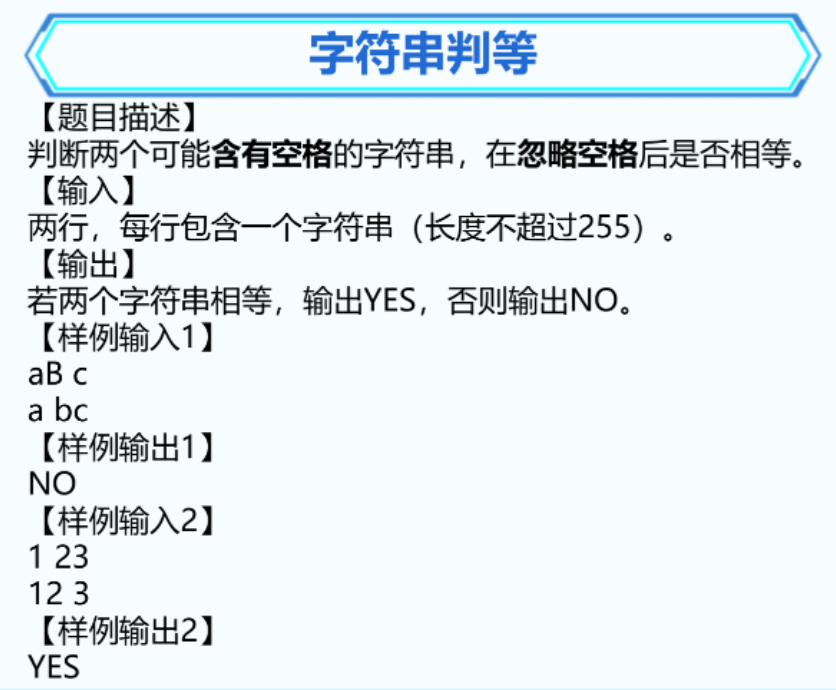 字符串判等
【题目描述】
判断两个可能含有空格的字符串，在忽略空格后是否相等。
【输入】
两行，每行包含一个字符串（长度不超过255）。
【输出】
若两个字符串相等，输出YES，否则输出NO。
【样例输入1】
aB c
a bc
【样例输出1】
NO
【样例输入2】
1 23
12 3
【样例输出2】
YES